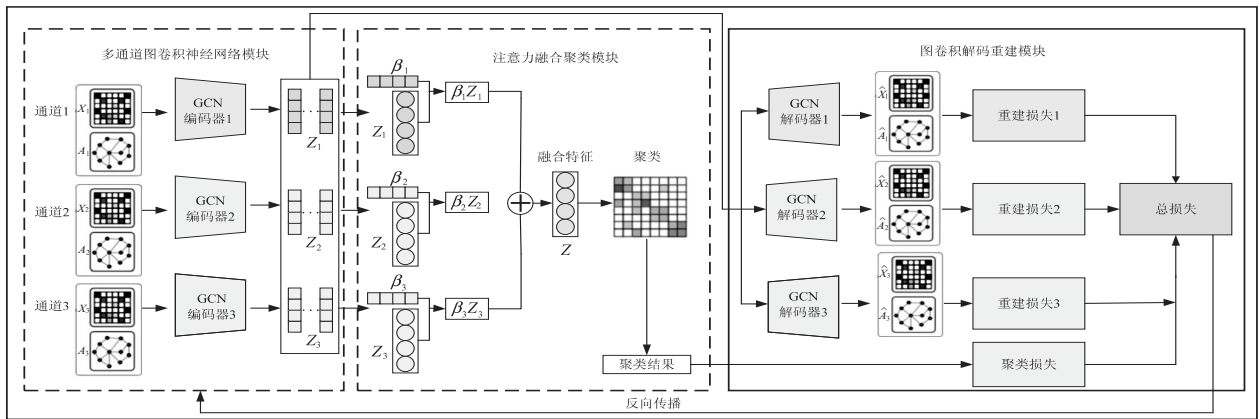 多通道图卷积神经网络模块
通道1
X₁
A₁
GCN
编码器1
Z₁
通道2
X₂
A₂
GCN
编码器2
Z₂
通道3
X₃
A₃
GCN
编码器3
Z₃
注意力融合聚类模块
β₁
Z₁
β₁Z₁
β₂
Z₂
β₂Z₂
β₃
Z₃
β₃Z₃
融合特征
Z
聚类
聚类结果
图卷积解码重建模块
GCN
解码器1
X̂₁
Â₁
重建损失1
GCN
解码器2
X̂₂
Â₂
重建损失2
GCN
解码器3
X̂₃
Â₃
重建损失3
聚类损失
总损失
反向传播